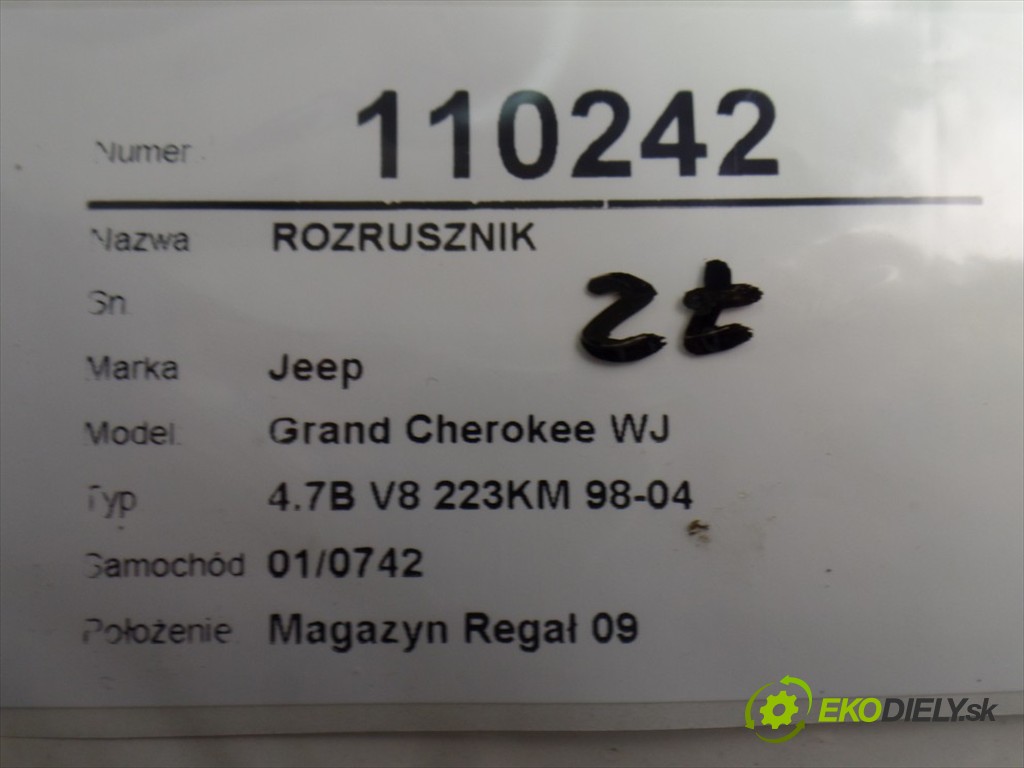 Numer 110242
Nazwa ROZRUSZNIK
Sn
Marka Jeep
Model Grand Cherokee WJ
Typ 4.7B V8 223KM 98-04
Samochód 01/0742
Położenie Magazyn Regał 09
EKODIELY.sk